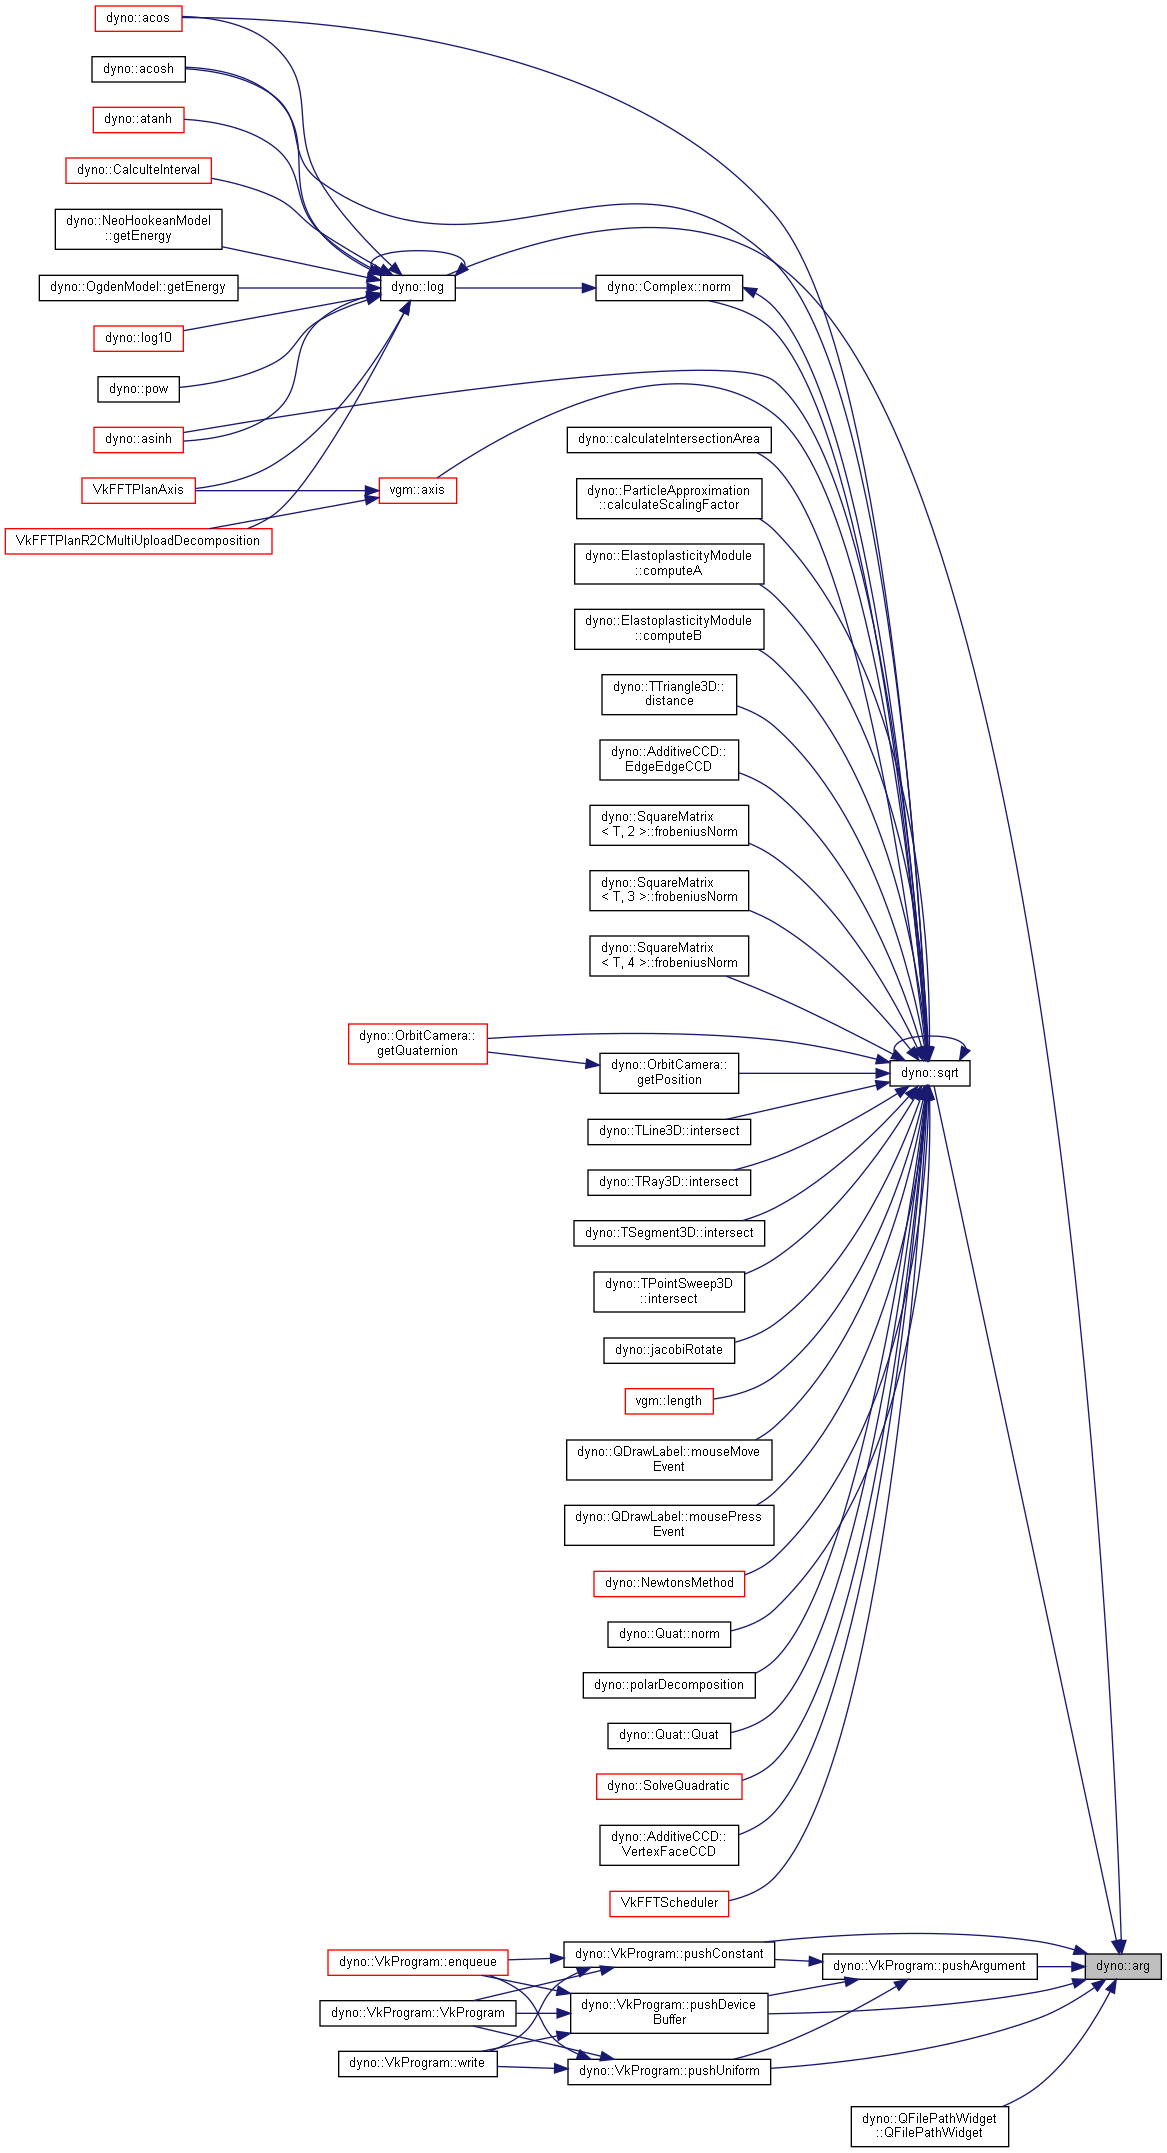 dyno::acos
dyno::acosh
dyno::atanh
dyno::CalculteInterval
dyno::NeoHookeanModel
::getEnergy
dyno::OgdenModel::getEnergy
dyno::log10
dyno::pow
dyno::asinh
VkFFTPlanAxis
VkFFTPlanR2CMultiUploadDecomposition
dyno::log
vgm::axis
dyno::Complex::norm
dyno::calculateIntersectionArea
dyno::ParticleApproximation
::calculateScalingFactor
dyno::ElastoplasticityModule
::computeA
dyno::ElastoplasticityModule
::computeB
dyno::TTriangle3D::
distance
dyno::AdditiveCCD::
EdgeEdgeCCD
dyno::SquareMatrix
< T, 2 >::frobeniusNorm
dyno::SquareMatrix
< T, 3 >::frobeniusNorm
dyno::SquareMatrix
< T, 4 >::frobeniusNorm
dyno::OrbitCamera::
getQuaternion
dyno::OrbitCamera::
getPosition
dyno::sqrt
dyno::TLine3D::intersect
dyno::TRay3D::intersect
dyno::TSegment3D::intersect
dyno::TPointSweep3D
::intersect
dyno::jacobiRotate
vgm::length
dyno::QDrawLabel::mouseMove
Event
dyno::QDrawLabel::mousePress
Event
dyno::NewtonsMethod
dyno::Quat::norm
dyno::polarDecomposition
dyno::Quat::Quat
dyno::SolveQuadratic
dyno::AdditiveCCD::
VertexFaceCCD
VkFFTScheduler
dyno::VkProgram::enqueue
dyno::VkProgram::pushConstant
dyno::VkProgram::pushArgument
dyno::arg
dyno::VkProgram::VkProgram
dyno::VkProgram::pushDevice
Buffer
dyno::VkProgram::write
dyno::VkProgram::pushUniform
dyno::QFilePathWidget
::QFilePathWidget